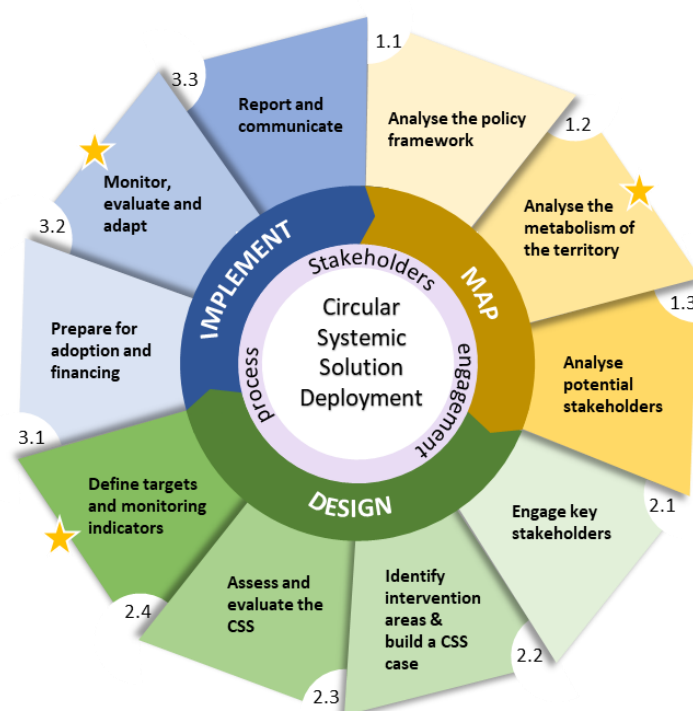 1.1
Analyse the policy
framework
1.2
Analyse the
metabolism of
the territory
1.3
Analyse
potential
stakeholders
2.1
Engage key
stakeholders
2.2
Identify
intervention
areas &
build a CSS
case
2.3
Assess and
evaluate the
CSS
2.4
Define targets
and monitoring
indicators
3.1
Prepare for
adoption and
financing
3.2
Monitor,
evaluate and
adapt
3.3
Report and
communicate
MAP
DESIGN
IMPLEMENT
Stakeholders
engagement
process
Circular
Systemic
Solution
Deployment